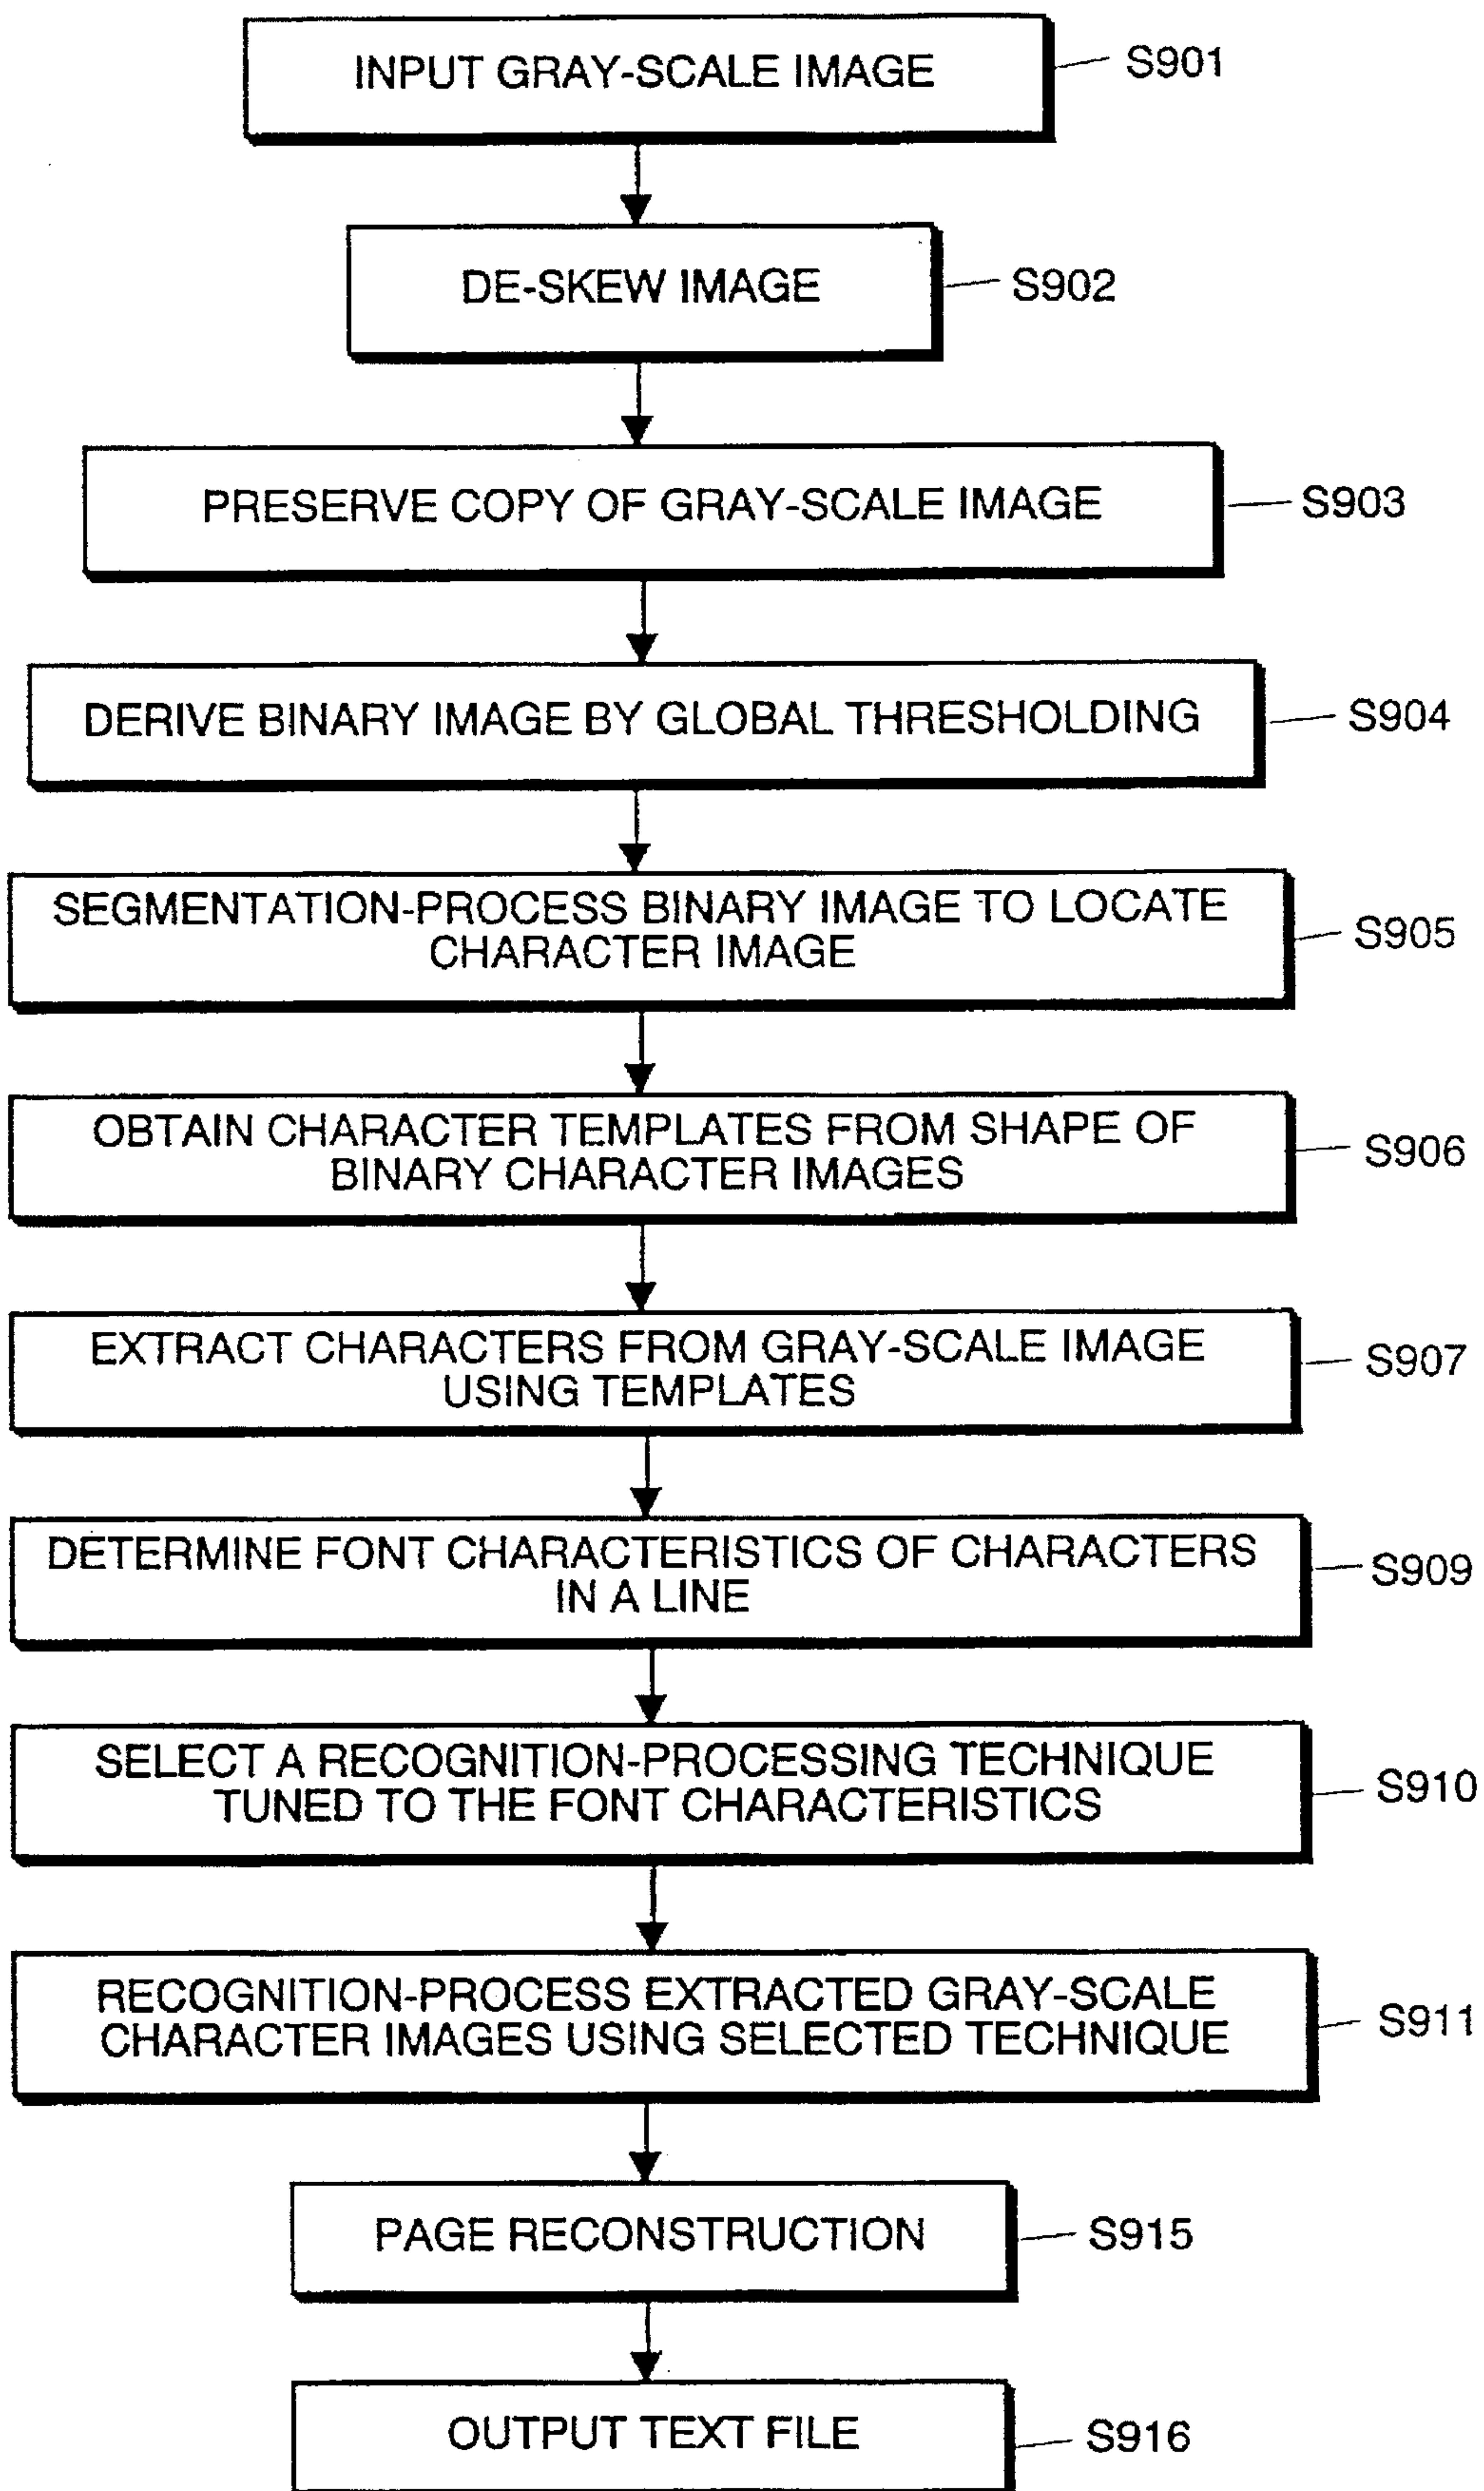 INPUT GRAY-SCALE IMAGE
S901
DE-SKEW IMAGE
S902
PRESERVE COPY OF GRAY-SCALE IMAGE
S903
DERIVE BINARY IMAGE BY GLOBAL THRESHOLDING
S904
SEGMENTATION-PROCESS BINARY IMAGE TO LOCATE
CHARACTER IMAGE
S905
OBTAIN CHARACTER TEMPLATES FROM SHAPE OF
BINARY CHARACTER IMAGES
S906
EXTRACT CHARACTERS FROM GRAY-SCALE IMAGE
USING TEMPLATES
S907
DETERMINE FONT CHARACTERISTICS OF CHARACTERS
IN A LINE
S909
SELECT A RECOGNITION-PROCESSING TECHNIQUE
TUNED TO THE FONT CHARACTERISTICS
S910
RECOGNITION-PROCESS EXTRACTED GRAY-SCALE
CHARACTER IMAGES USING SELECTED TECHNIQUE
S911
PAGE RECONSTRUCTION
S915
OUTPUT TEXT FILE
S916